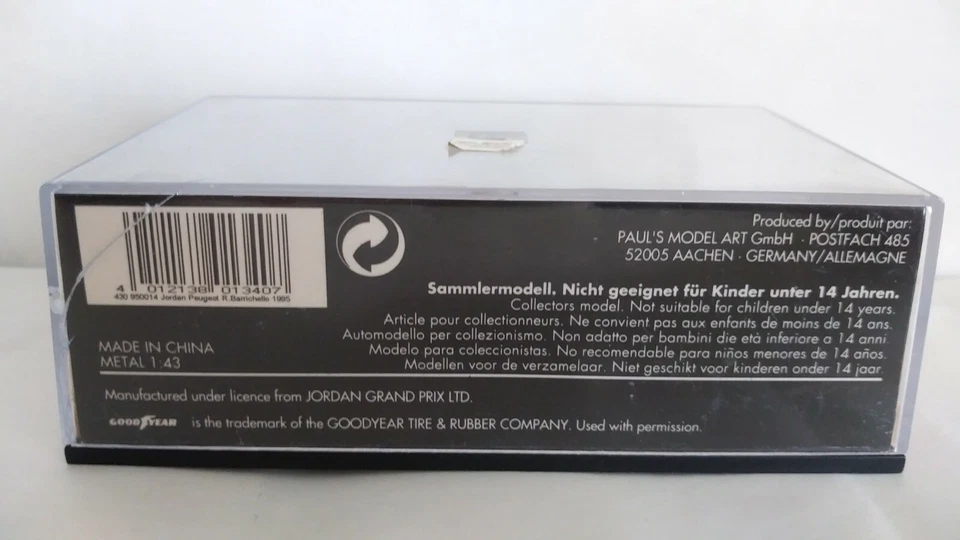 4 012138 013407
430 950014 Jordan Peugeot R.Barrichello 1995
MADE IN CHINA
METAL 1:43
Produced by/produit par:
PAUL'S MODEL ART GmbH · POSTFACH 485
52005 AACHEN · GERMANY/ALLEMAGNE
Sammlermodell. Nicht geeignet für Kinder unter 14 Jahren.
Collectors model. Not suitable for children under 14 years.
Article pour collectionneurs. Ne convient pas aux enfants de moins de 14 ans.
Automodello per collezionismo. Non adatto per bambini die età inferiore a 14 anni
Modelo para coleccionistas. No recomendable para niños menores de 14 años.
Modellen voor de verzamelaar. Niet geschikt voor kinderen onder 14 jaar.
Manufactured under licence from JORDAN GRAND PRIX LTD.
GOODYEAR is the trademark of the GOODYEAR TIRE & RUBBER COMPANY. Used with permission.